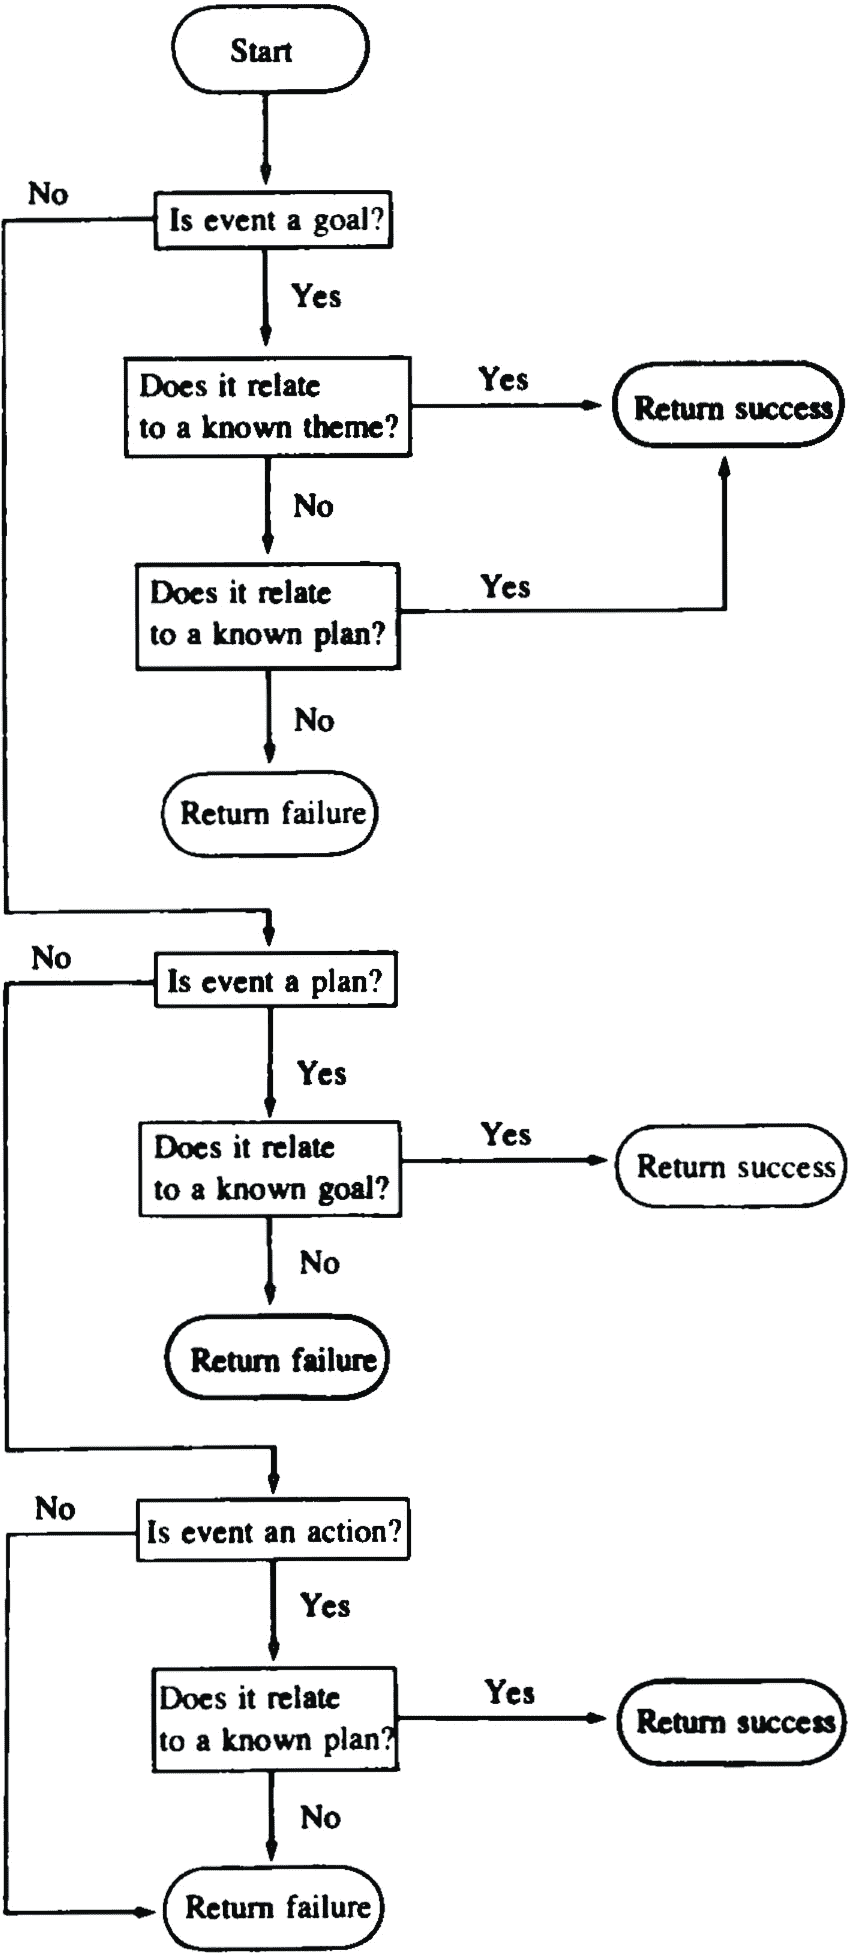 Start
No
Is event a goal?
Yes
Does it relate
to a known theme?
Yes
Return success
No
Does it relate
to a known plan?
Yes
No
Return failure
No
Is event a plan?
Yes
Does it relate
to a known goal?
Yes
Return success
No
Return failure
No
Is event an action?
Yes
Does it relate
to a known plan?
Yes
Return success
No
Return failure